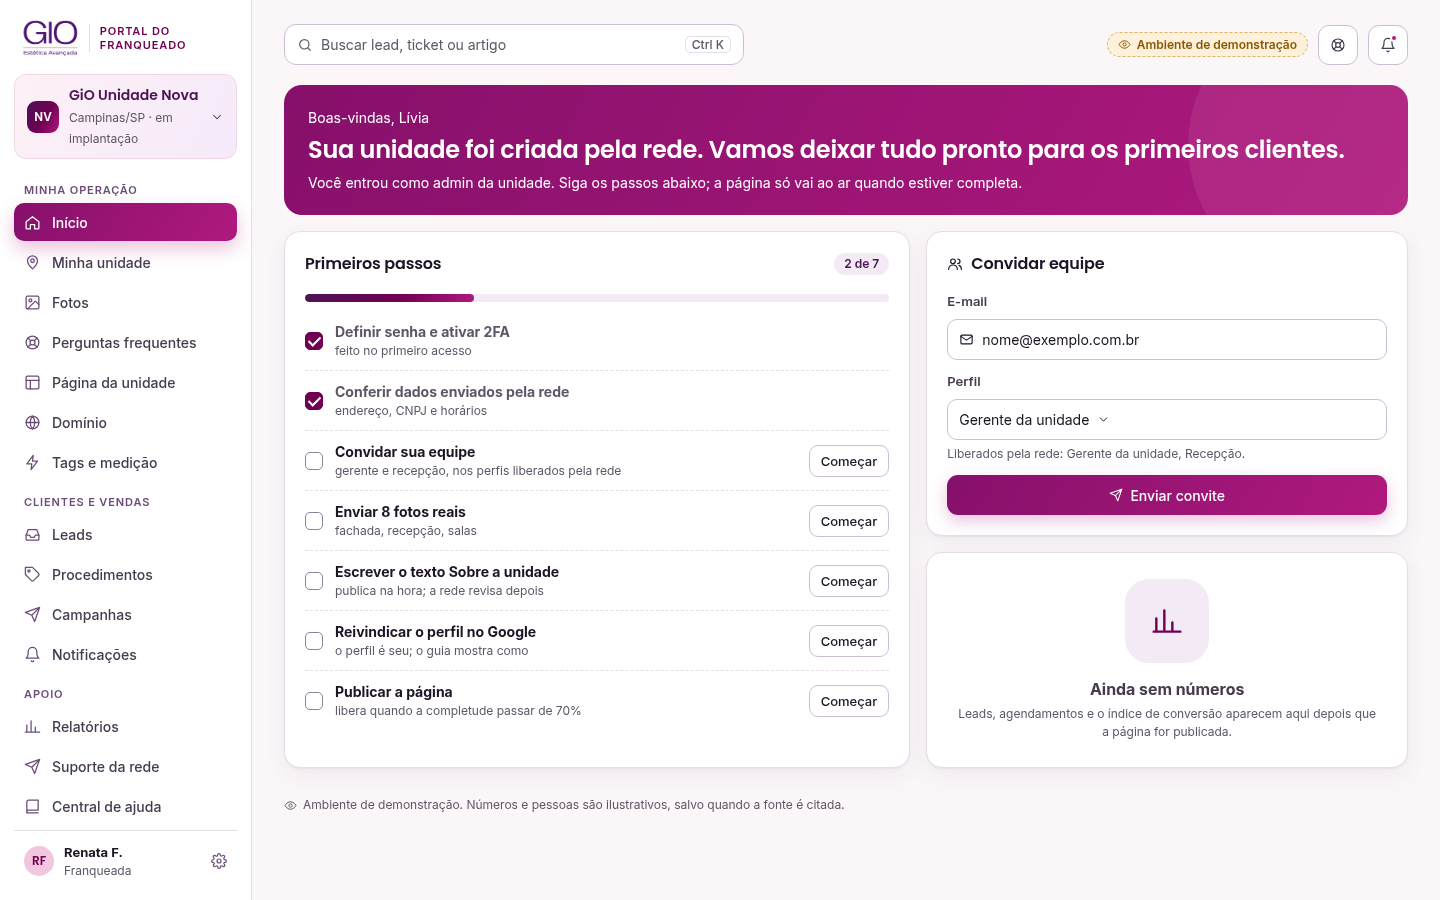 GIO
Estética Avançada
PORTAL DO
FRANQUEADO
NV
GiO Unidade Nova
Campinas/SP · em
implantação
MINHA OPERAÇÃO
Início
Minha unidade
Fotos
Perguntas frequentes
Página da unidade
Domínio
Tags e medição
CLIENTES E VENDAS
Leads
Procedimentos
Campanhas
Notificações
APOIO
Relatórios
Suporte da rede
Central de ajuda
RF
Renata F.
Franqueada
Buscar lead, ticket ou artigo
Ctrl K
Ambiente de demonstração
Boas-vindas, Lívia
Sua unidade foi criada pela rede. Vamos deixar tudo pronto para os primeiros clientes.
Você entrou como admin da unidade. Siga os passos abaixo; a página só vai ao ar quando estiver completa.
Primeiros passos
2 de 7
Definir senha e ativar 2FA
feito no primeiro acesso
Conferir dados enviados pela rede
endereço, CNPJ e horários
Convidar sua equipe
gerente e recepção, nos perfis liberados pela rede
Começar
Enviar 8 fotos reais
fachada, recepção, salas
Começar
Escrever o texto Sobre a unidade
publica na hora; a rede revisa depois
Começar
Reivindicar o perfil no Google
o perfil é seu; o guia mostra como
Começar
Publicar a página
libera quando a completude passar de 70%
Começar
Convidar equipe
E-mail
nome@exemplo.com.br
Perfil
Gerente da unidade
Liberados pela rede: Gerente da unidade, Recepção.
Enviar convite
Ainda sem números
Leads, agendamentos e o índice de conversão aparecem aqui depois que
a página for publicada.
Ambiente de demonstração. Números e pessoas são ilustrativos, salvo quando a fonte é citada.